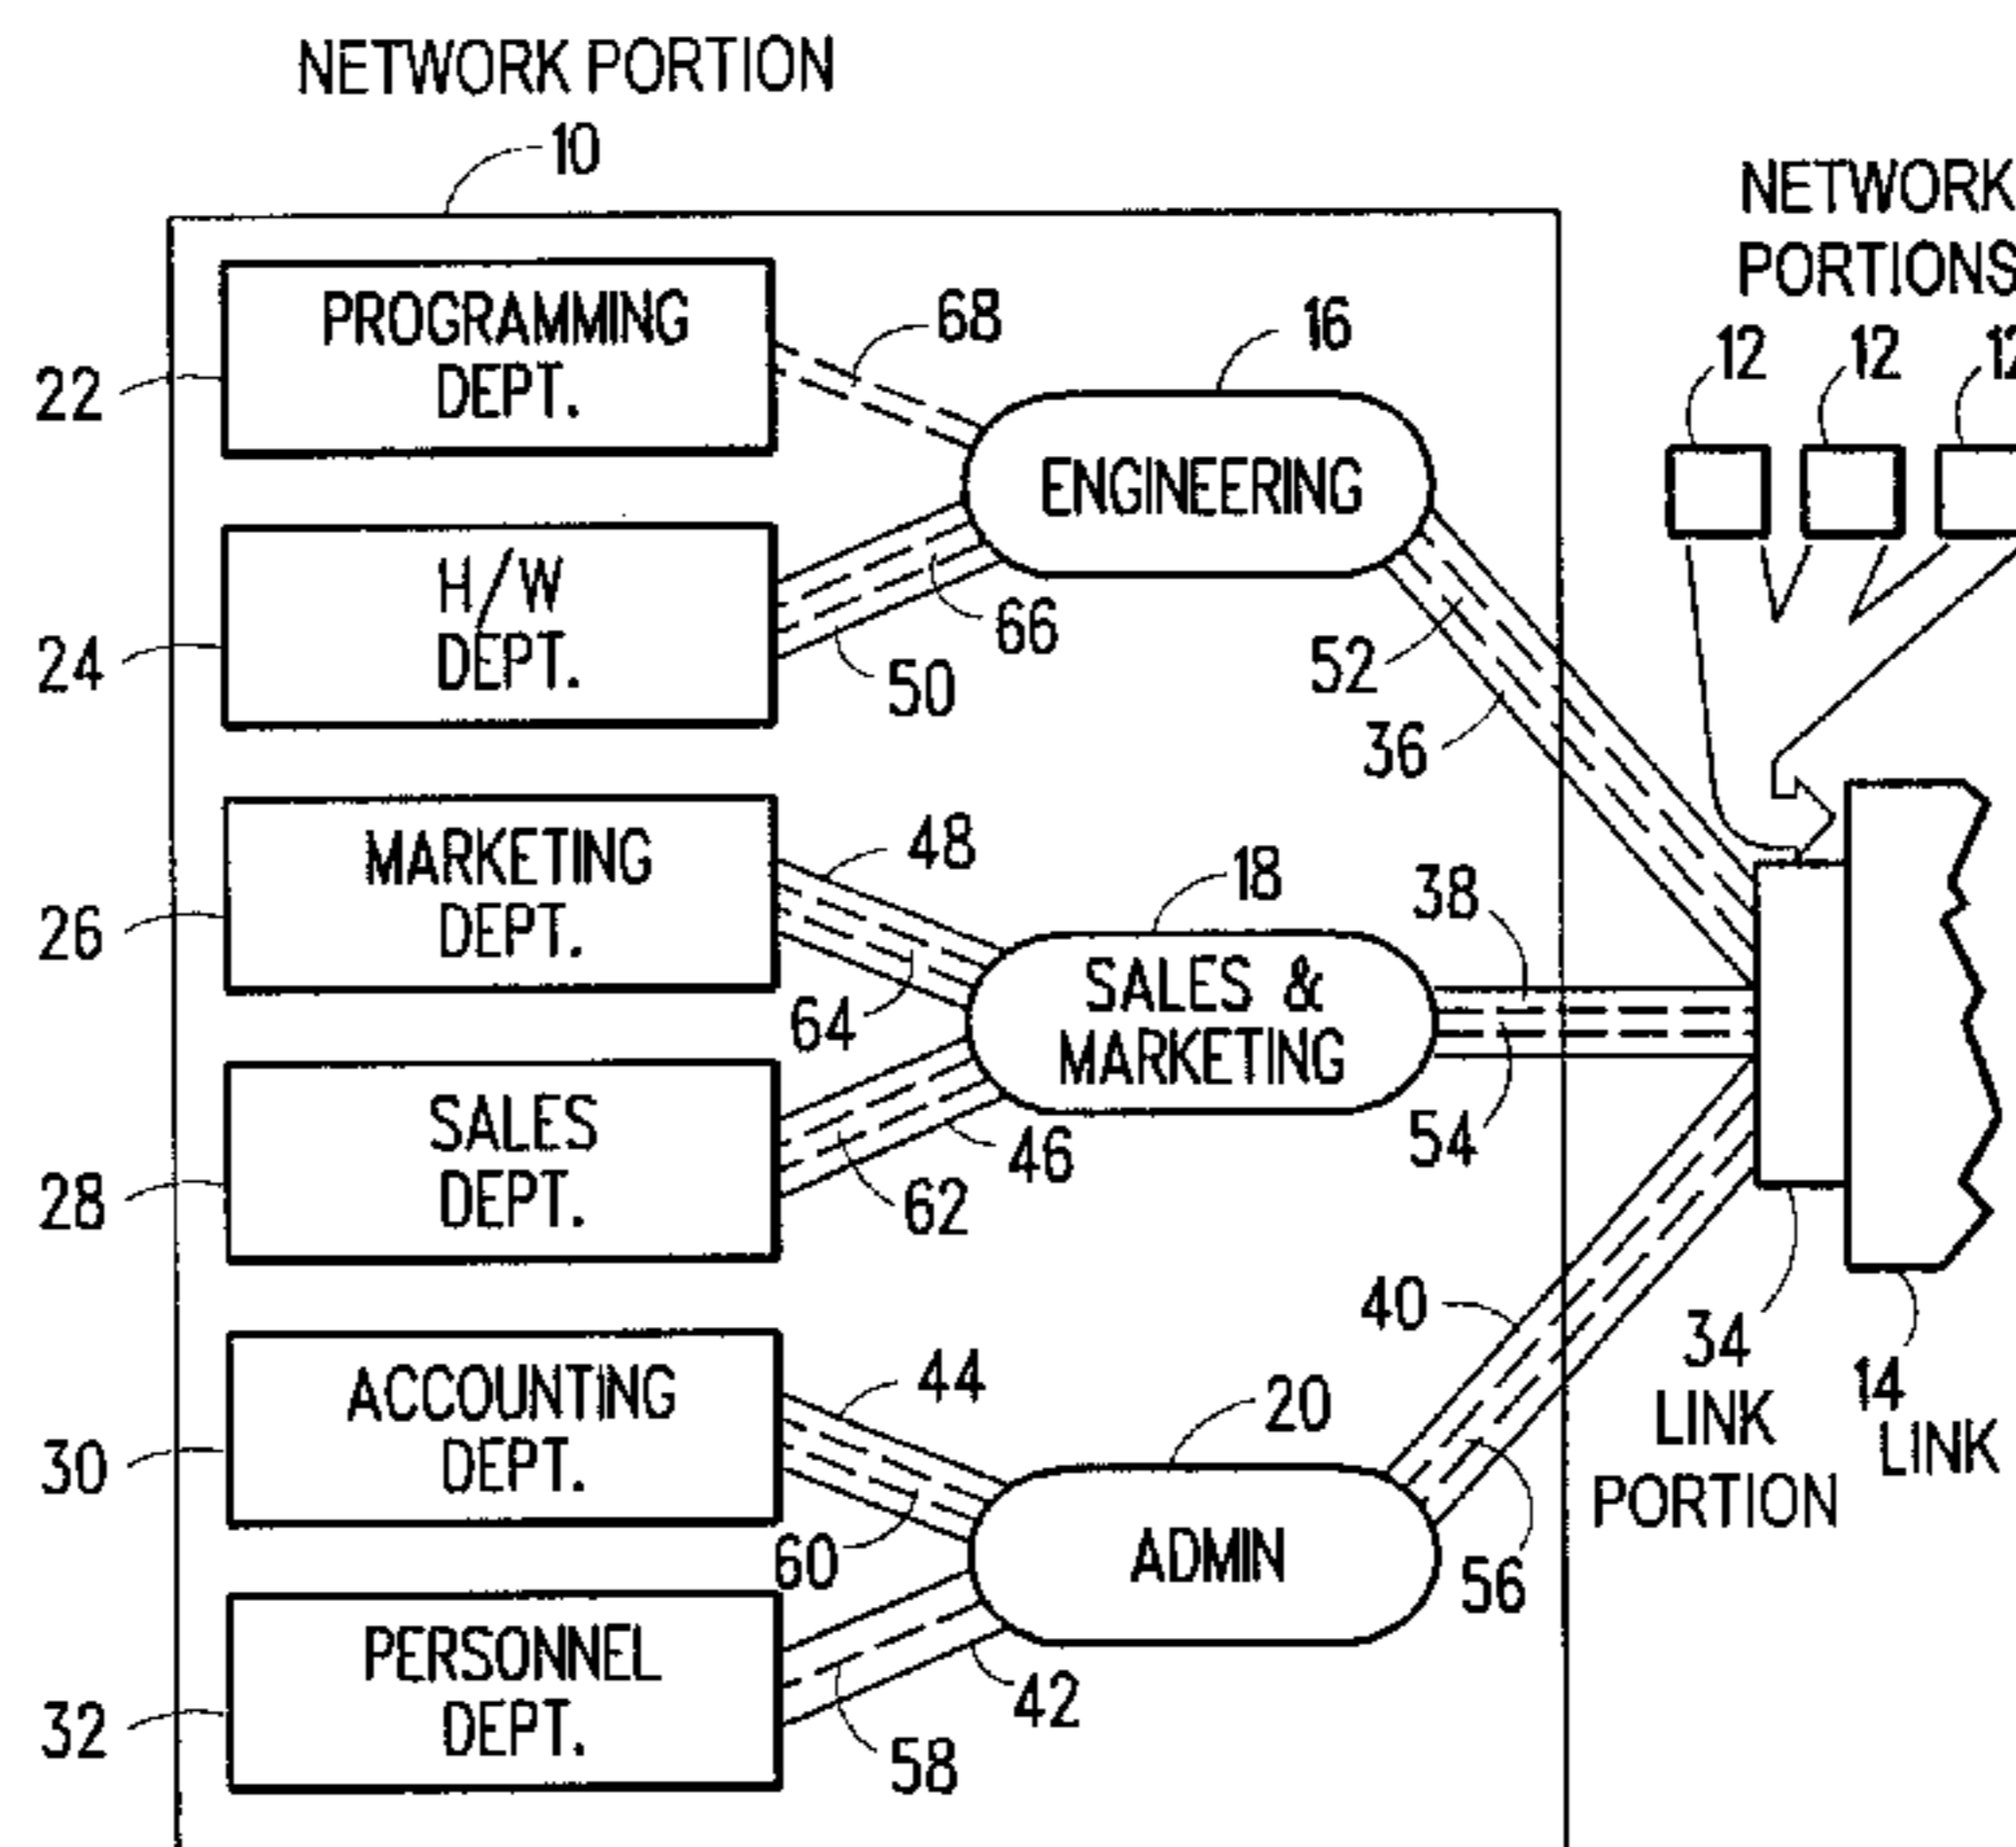 NETWORK PORTION
10
NETWORK
PORTIONS
12 12 12
PROGRAMMING
DEPT.
22
68
16
ENGINEERING
H/W
DEPT.
24
66
50
52
36
MARKETING
DEPT.
26
48
64
18
38
SALES &
MARKETING
54
SALES
DEPT.
28
46
62
40
34
LINK
PORTION
14
LINK
ACCOUNTING
DEPT.
30
44
60
20
ADMIN
56
PERSONNEL
DEPT.
32
42
58